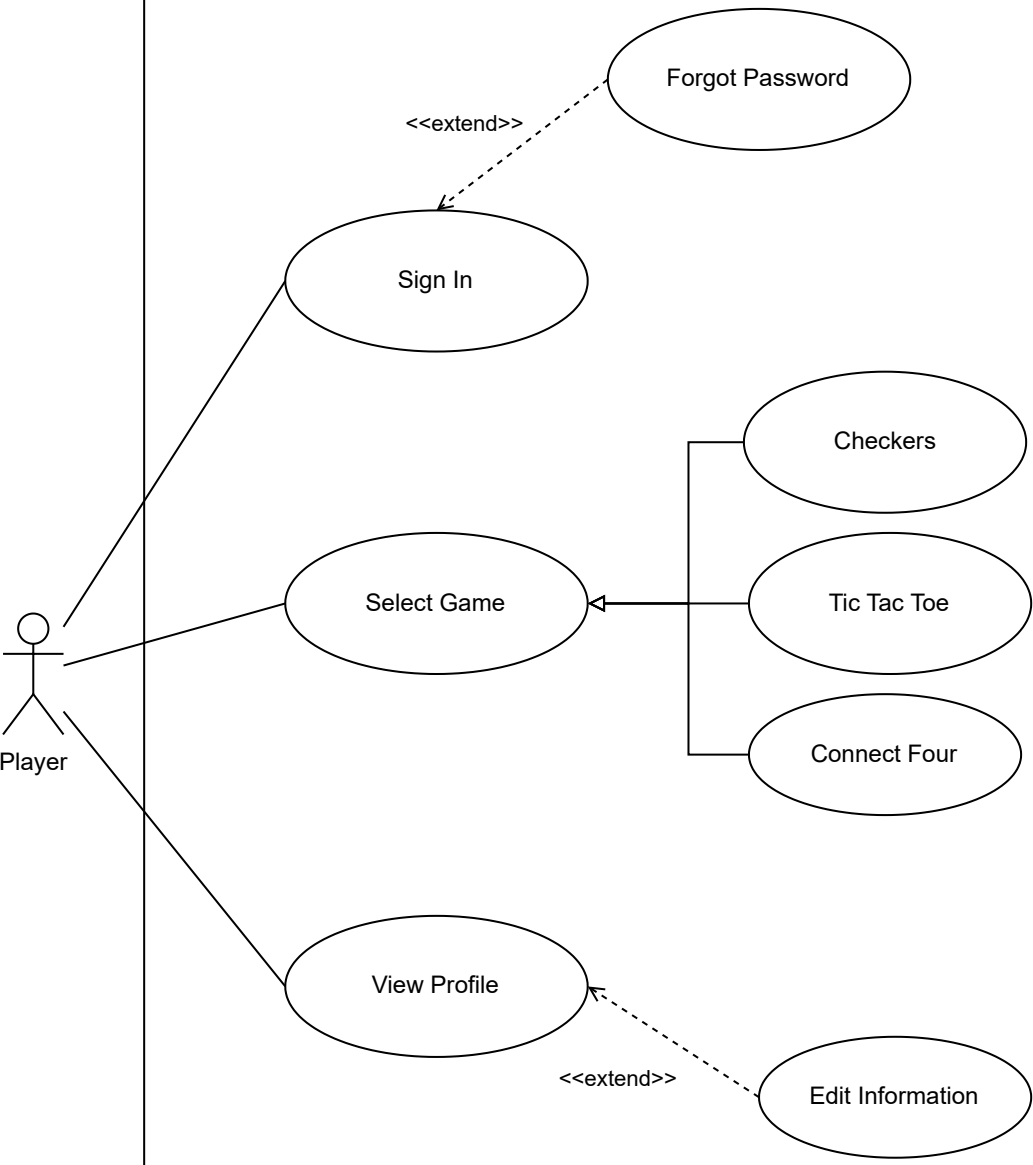 Forgot Password
<<extend>>
Sign In
Checkers
Select Game
Tic Tac Toe
Player
Connect Four
View Profile
<<extend>>
Edit Information